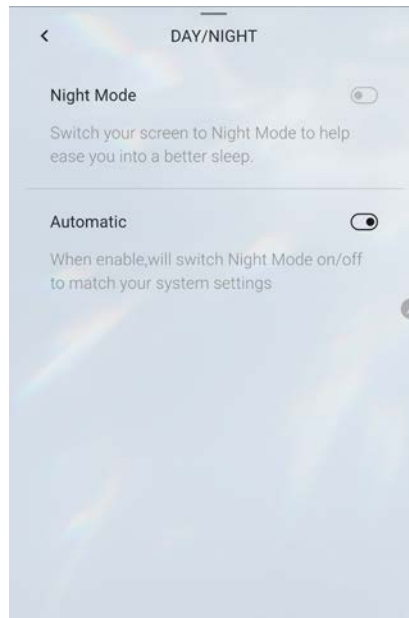 DAY/NIGHT
Night Mode
Switch your screen to Night Mode to help
ease you into a better sleep.
Automatic
When enable,will switch Night Mode on/off
to match your system settings